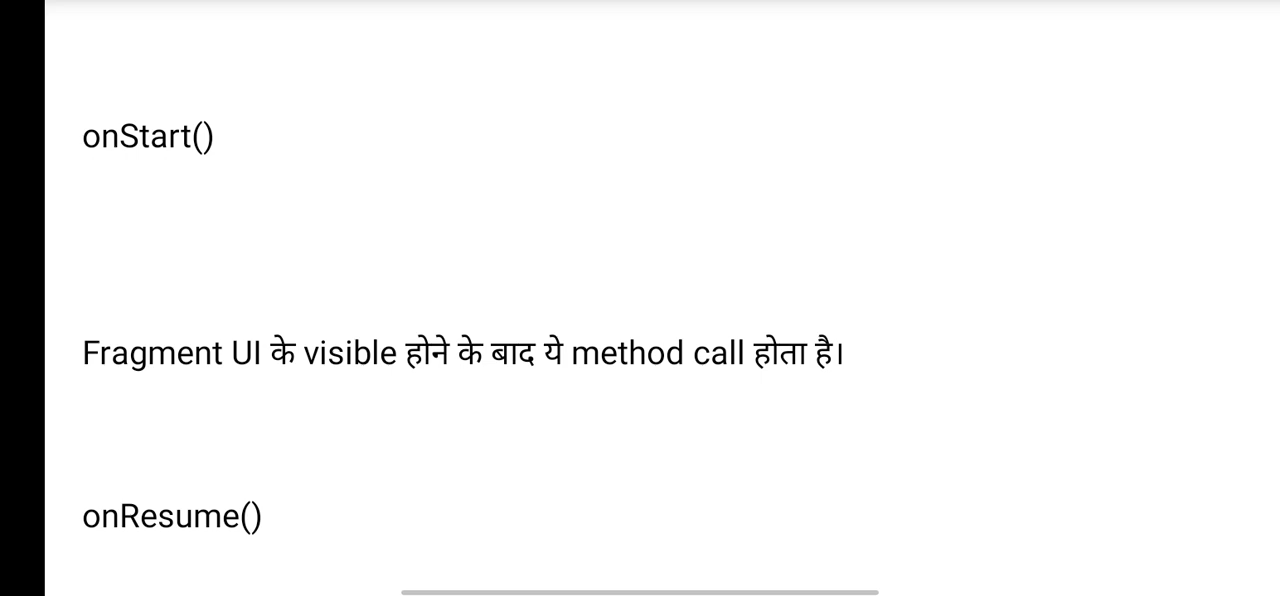 onStart()
Fragment UI के visible होने के बाद ये method call होता है।
onResume()